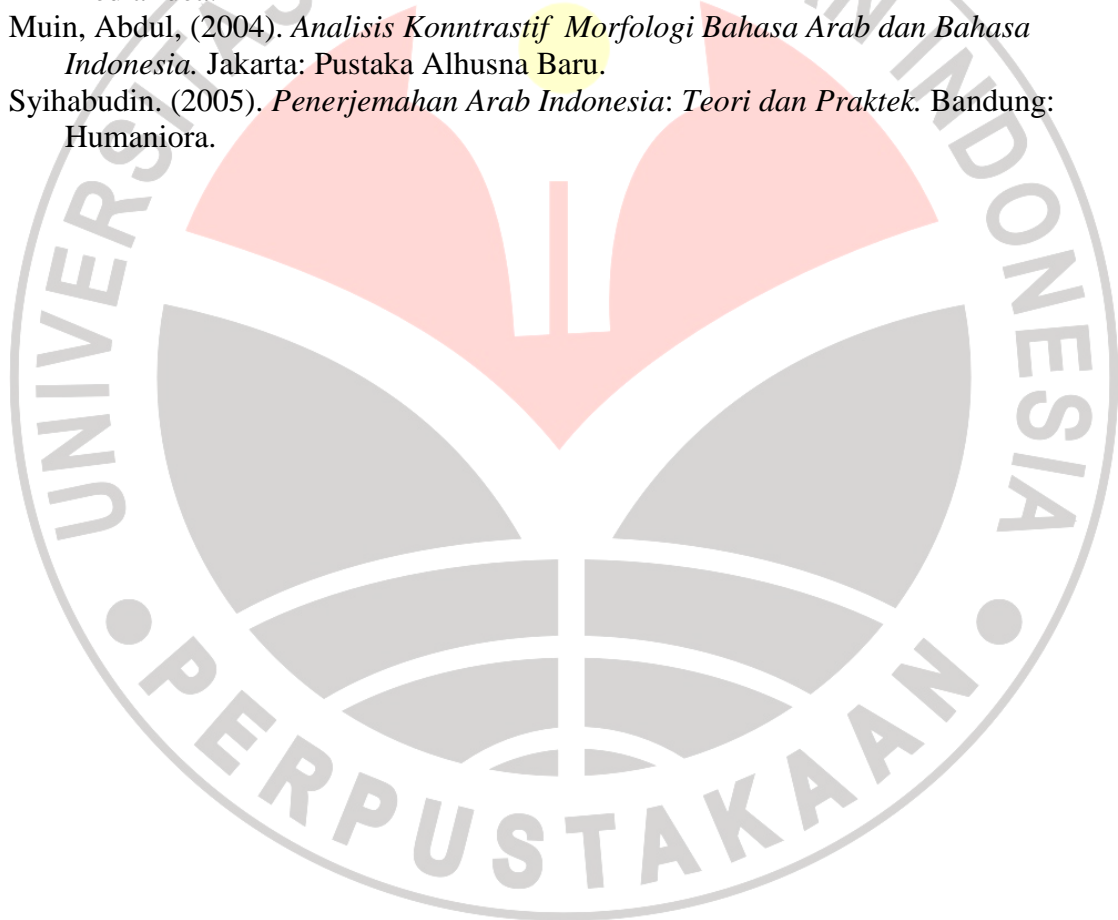 Muin, Abdul, (2004). Analisis Konntrastif  Morfologi Bahasa Arab dan Bahasa
Indonesia. Jakarta: Pustaka Alhusna Baru.
Syihabudin. (2005). Penerjemahan Arab Indonesia: Teori dan Praktek. Bandung:
Humaniora.
UNIVERSITAS
AN INDONESIA
PERPUSTAKAAN